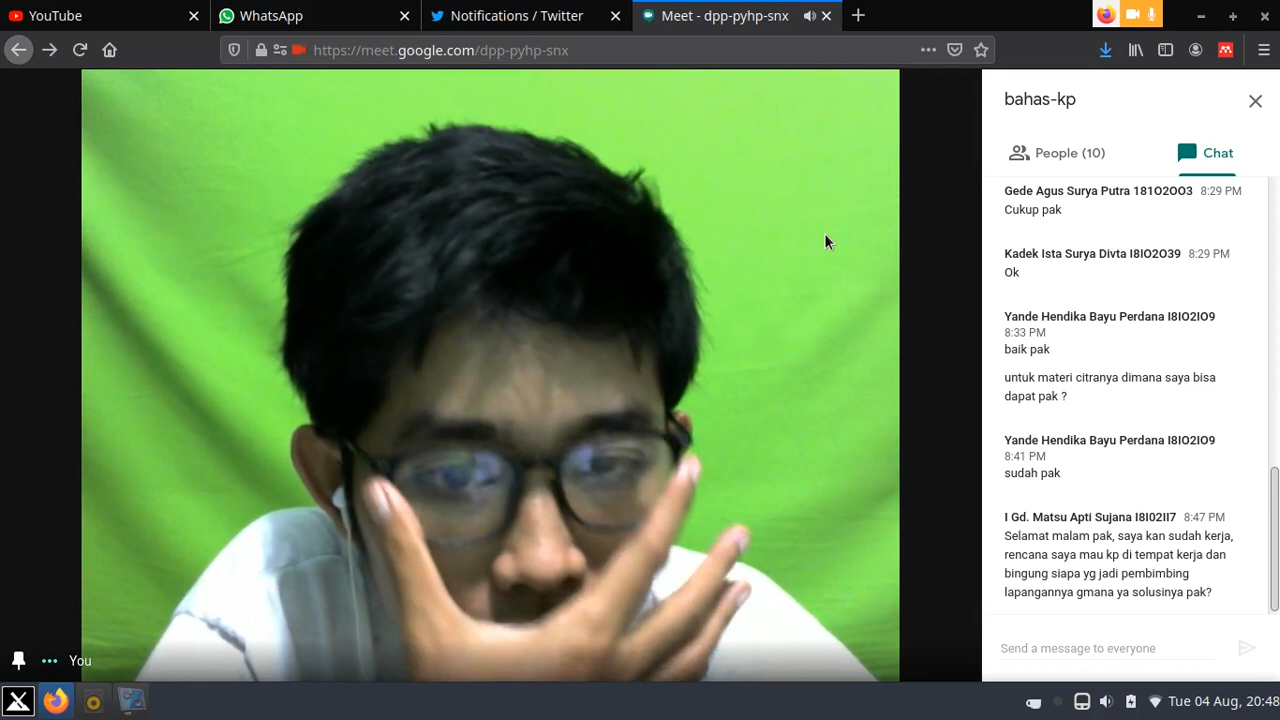 YouTube
WhatsApp
Notifications / Twitter
Meet - dpp-pyhp-snx
https://meet.google.com/dpp-pyhp-snx
bahas-kp
People (10)
Chat
Gede Agus Surya Putra 181O2OO3 8:29 PM
Cukup pak
Kadek Ista Surya Divta I8IO2O39 8:29 PM
Ok
Yande Hendika Bayu Perdana I8IO2IO9
8:33 PM
baik pak
untuk materi citranya dimana saya bisa
dapat pak ?
Yande Hendika Bayu Perdana I8IO2IO9
8:41 PM
sudah pak
I Gd. Matsu Apti Sujana I8I02II7 8:47 PM
Selamat malam pak, saya kan sudah kerja,
rencana saya mau kp di tempat kerja dan
bingung siapa yg jadi pembimbing
lapangannya gmana ya solusinya pak?
Send a message to everyone
You
Tue 04 Aug, 20:48